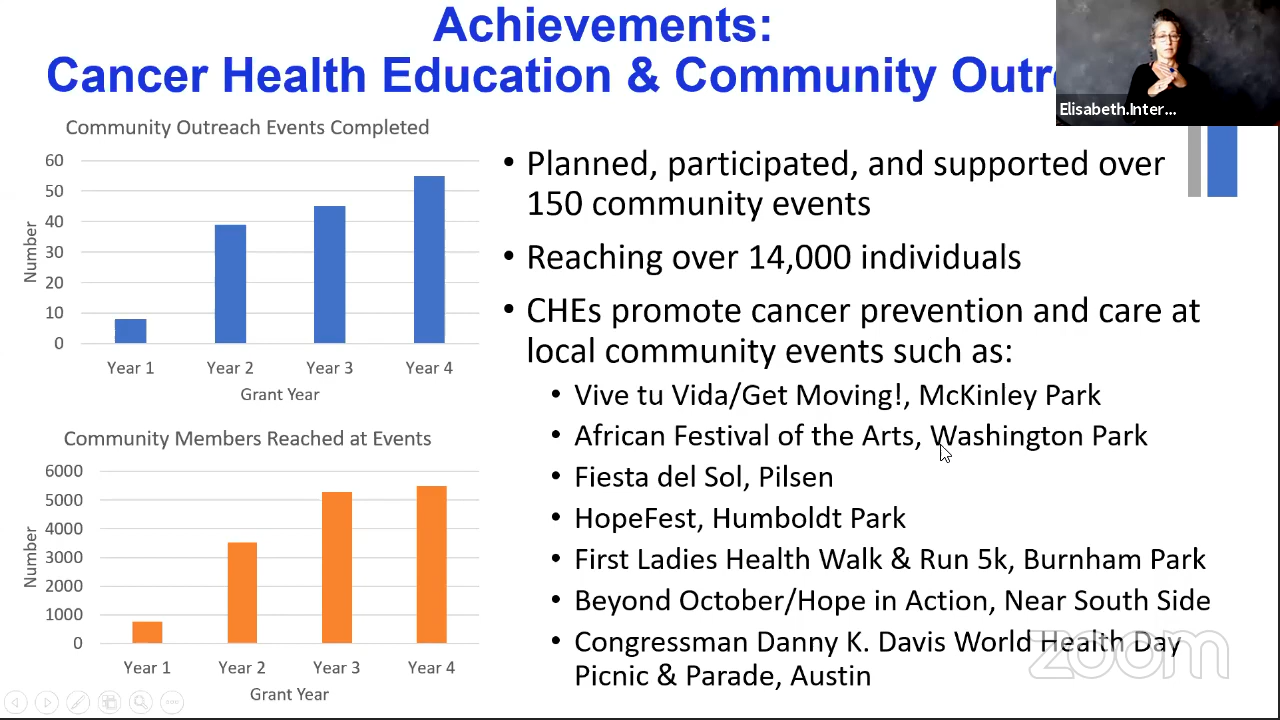 Achievements:
Cancer Health Education & Community Outr
Elisabeth.Inter...
Community Outreach Events Completed
60
50
40
30
20
10
0
Number
Year 1 Year 2 Year 3 Year 4
Grant Year
Community Members Reached at Events
6000
5000
4000
3000
2000
1000
0
Number
Year 1 Year 2 Year 3 Year 4
Grant Year
• Planned, participated, and supported over
150 community events
• Reaching over 14,000 individuals
• CHEs promote cancer prevention and care at
local community events such as:
• Vive tu Vida/Get Moving!, McKinley Park
• African Festival of the Arts, Washington Park
• Fiesta del Sol, Pilsen
• HopeFest, Humboldt Park
• First Ladies Health Walk & Run 5k, Burnham Park
• Beyond October/Hope in Action, Near South Side
• Congressman Danny K. Davis World Health Day
Picnic & Parade, Austin
zoom